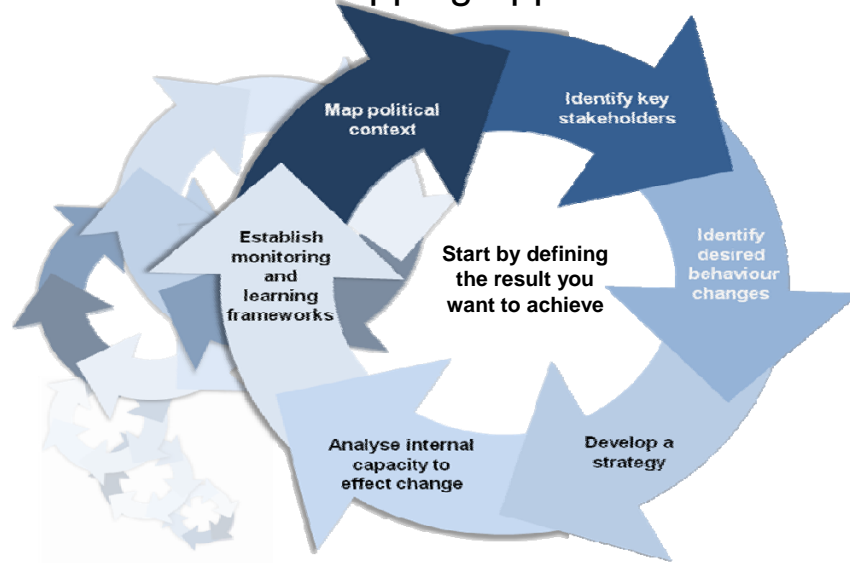 Map political
context
Identify key
stakeholders
Identify
desired
behaviour
changes
Develop a
strategy
Analyse internal
capacity to
effect change
Establish
monitoring
and
learning
frameworks
Start by defining
the result you
want to achieve